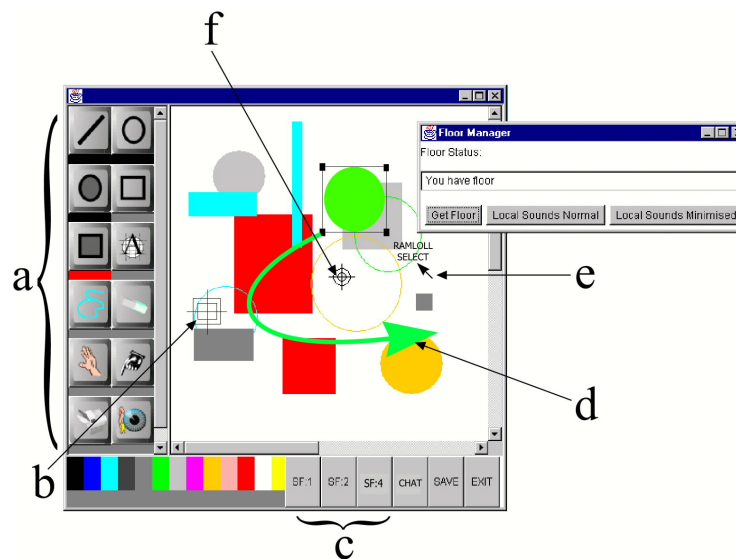 f
Floor Manager
Floor Status:
You have floor
Get Floor
Local Sounds Normal
Local Sounds Minimised
A
RAMLOLL
SELECT
a
e
d
b
SF:1
SF:2
SF:4
CHAT
SAVE
EXIT
c